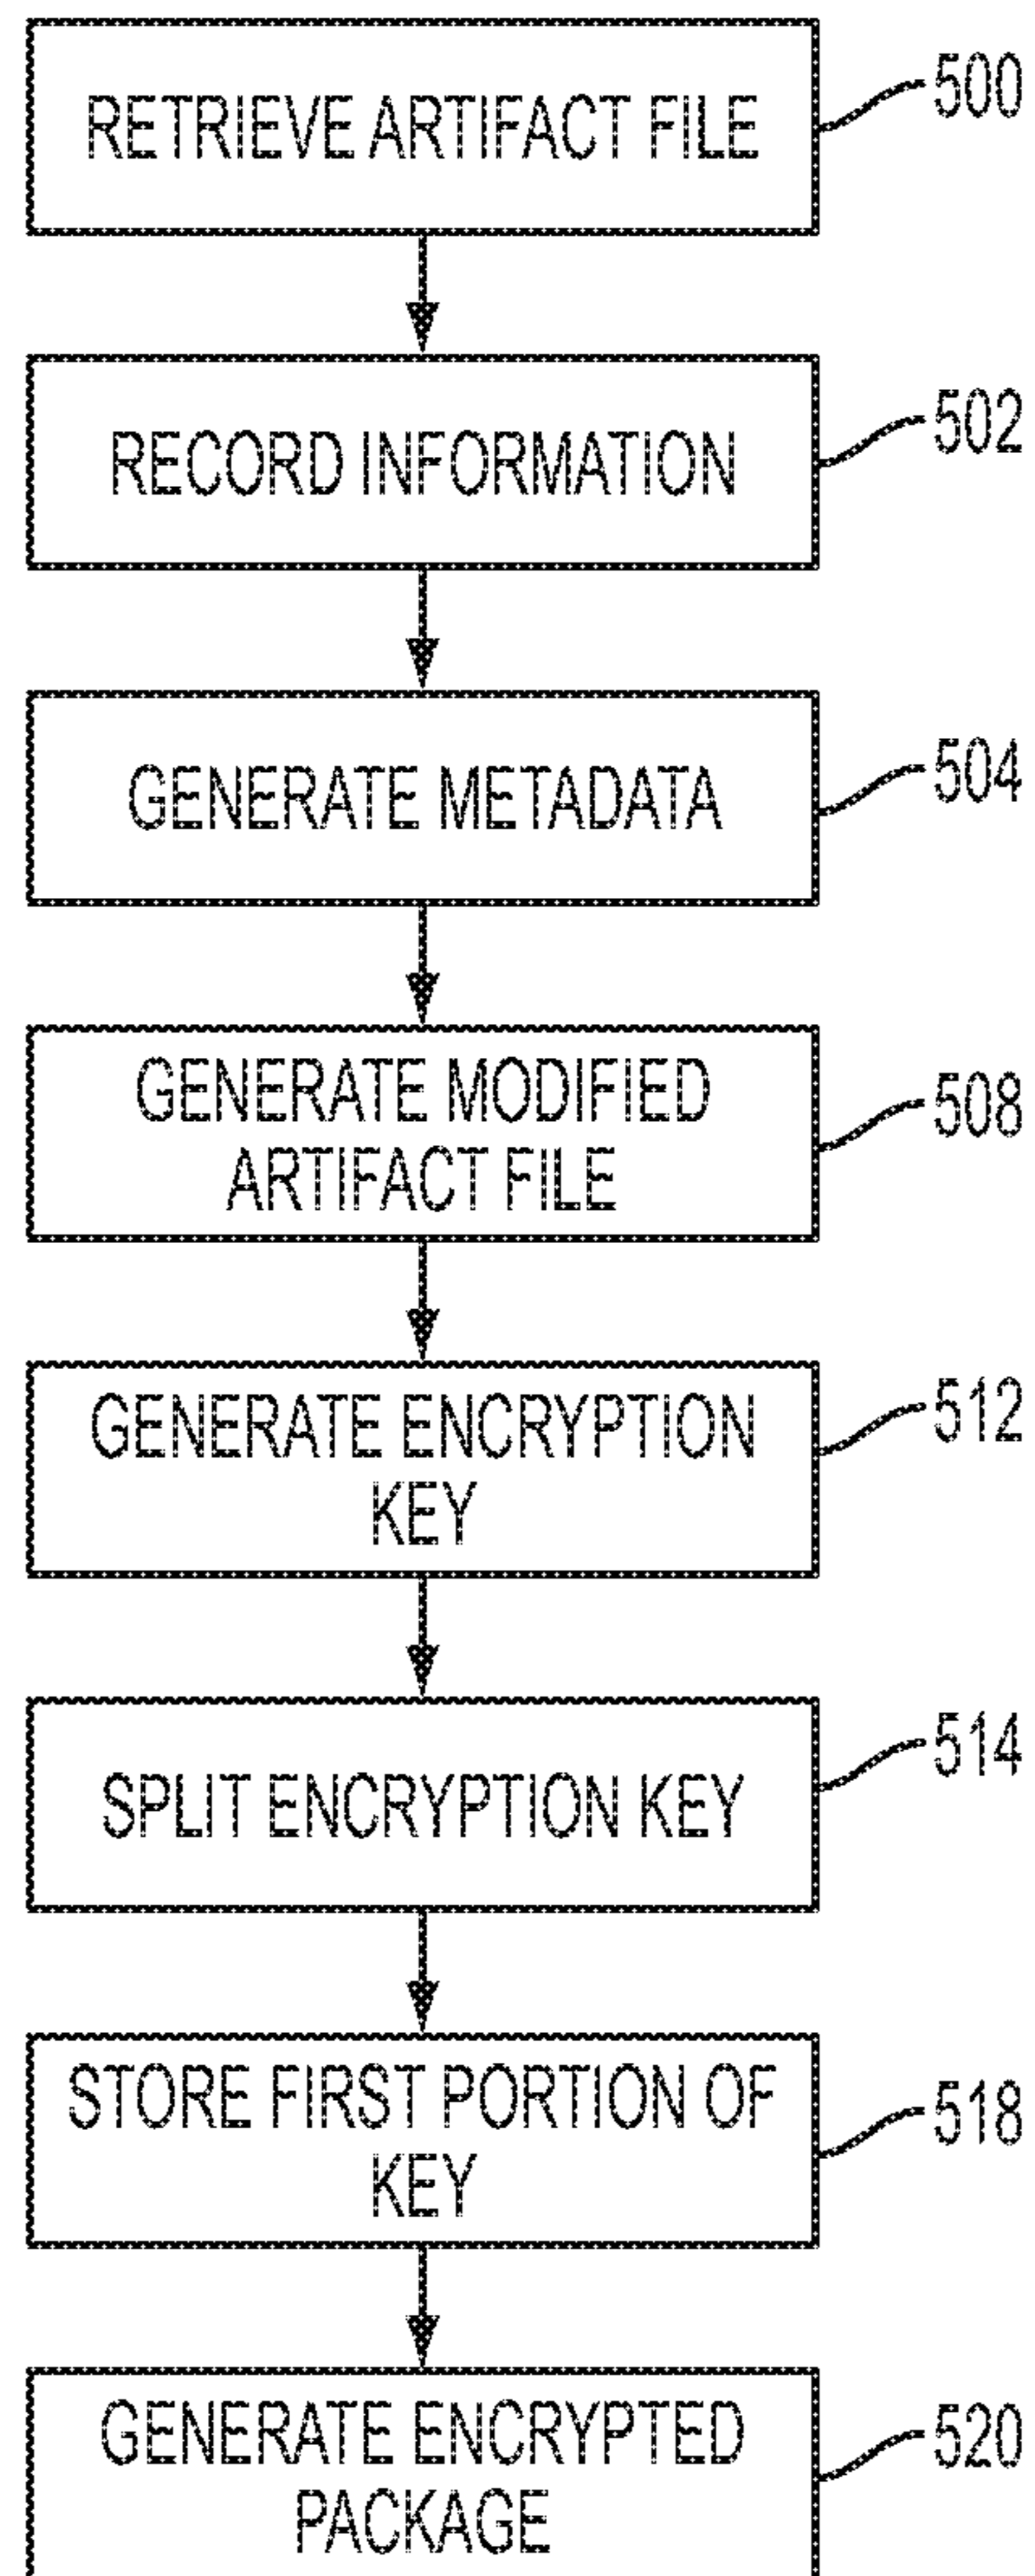 RETRIEVE ARTIFACT FILE
500
RECORD INFORMATION
502
GENERATE METADATA
504
GENERATE MODIFIED
ARTIFACT FILE
508
GENERATE ENCRYPTION
KEY
512
SPLIT ENCRYPTION KEY
514
STORE FIRST PORTION OF
KEY
518
GENERATE ENCRYPTED
PACKAGE
520